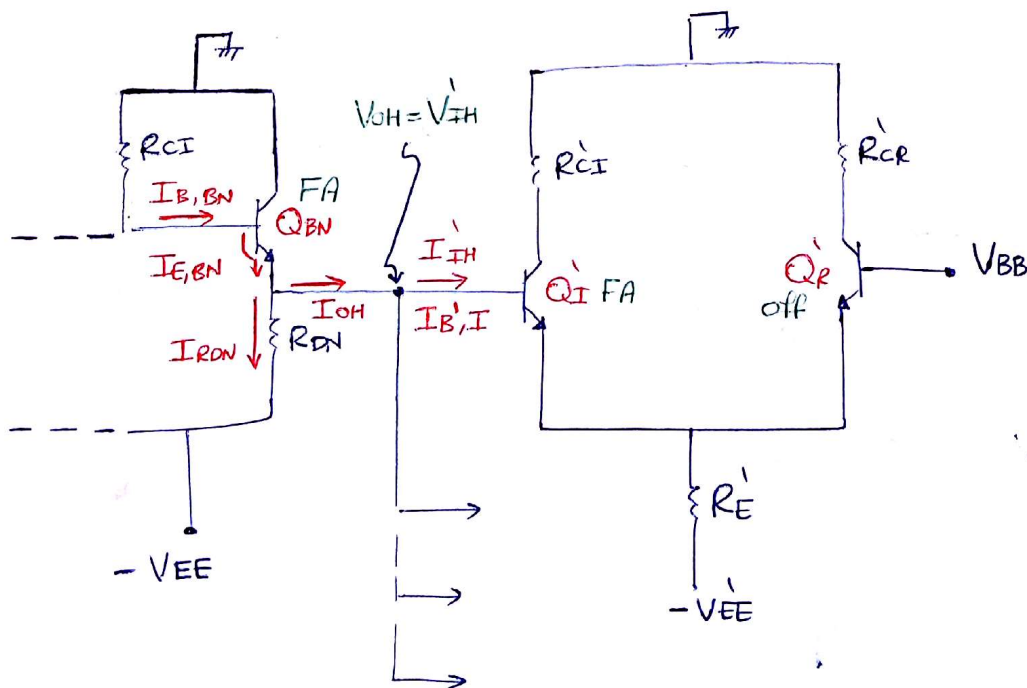 VOH = V'IH
RCI
R'CI
R'CR
IB,BN
FA
QBN
I'IH
IE,BN
Q'I FA
Q'R
VBB
IOH
IB',I
off
IRDN
RDN
R'E
- VEE
- V'EE